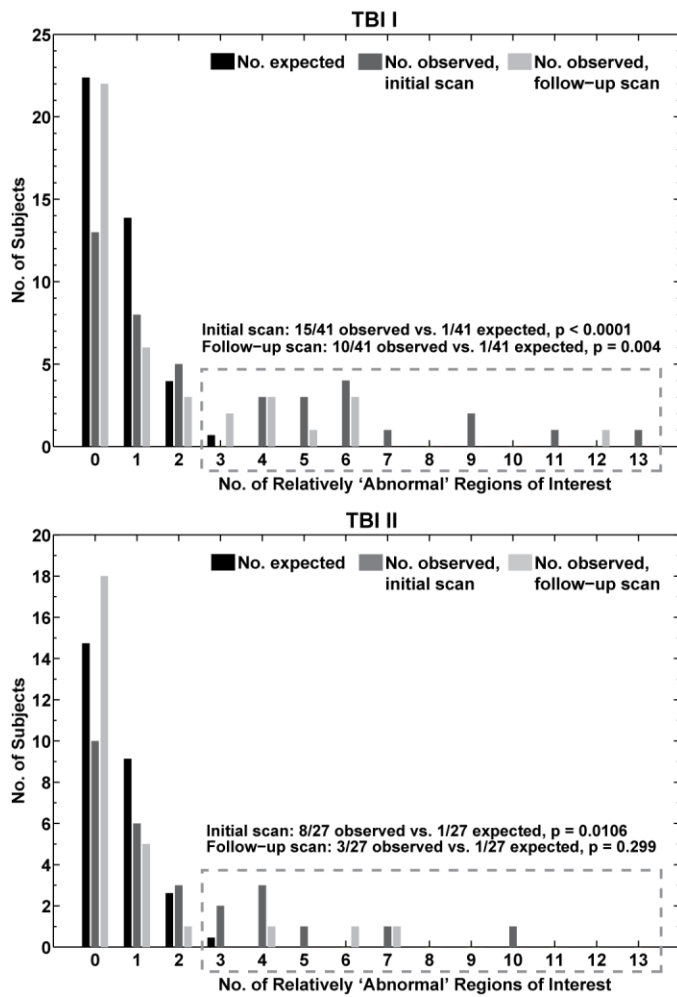 TBI I
25
20
15
10
5
0
No. of Subjects
No. expected
No. observed,
initial scan
No. observed,
follow−up scan
Initial scan: 15/41 observed vs. 1/41 expected, p < 0.0001
Follow−up scan: 10/41 observed vs. 1/41 expected, p = 0.004
0 1 2 3 4 5 6 7 8 9 10 11 12 13
No. of Relatively ‘Abnormal’ Regions of Interest
TBI II
20
18
16
14
12
10
8
6
4
2
0
No. of Subjects
No. expected
No. observed,
initial scan
No. observed,
follow−up scan
Initial scan: 8/27 observed vs. 1/27 expected, p = 0.0106
Follow−up scan: 3/27 observed vs. 1/27 expected, p = 0.299
0 1 2 3 4 5 6 7 8 9 10 11 12 13
No. of Relatively ‘Abnormal’ Regions of Interest